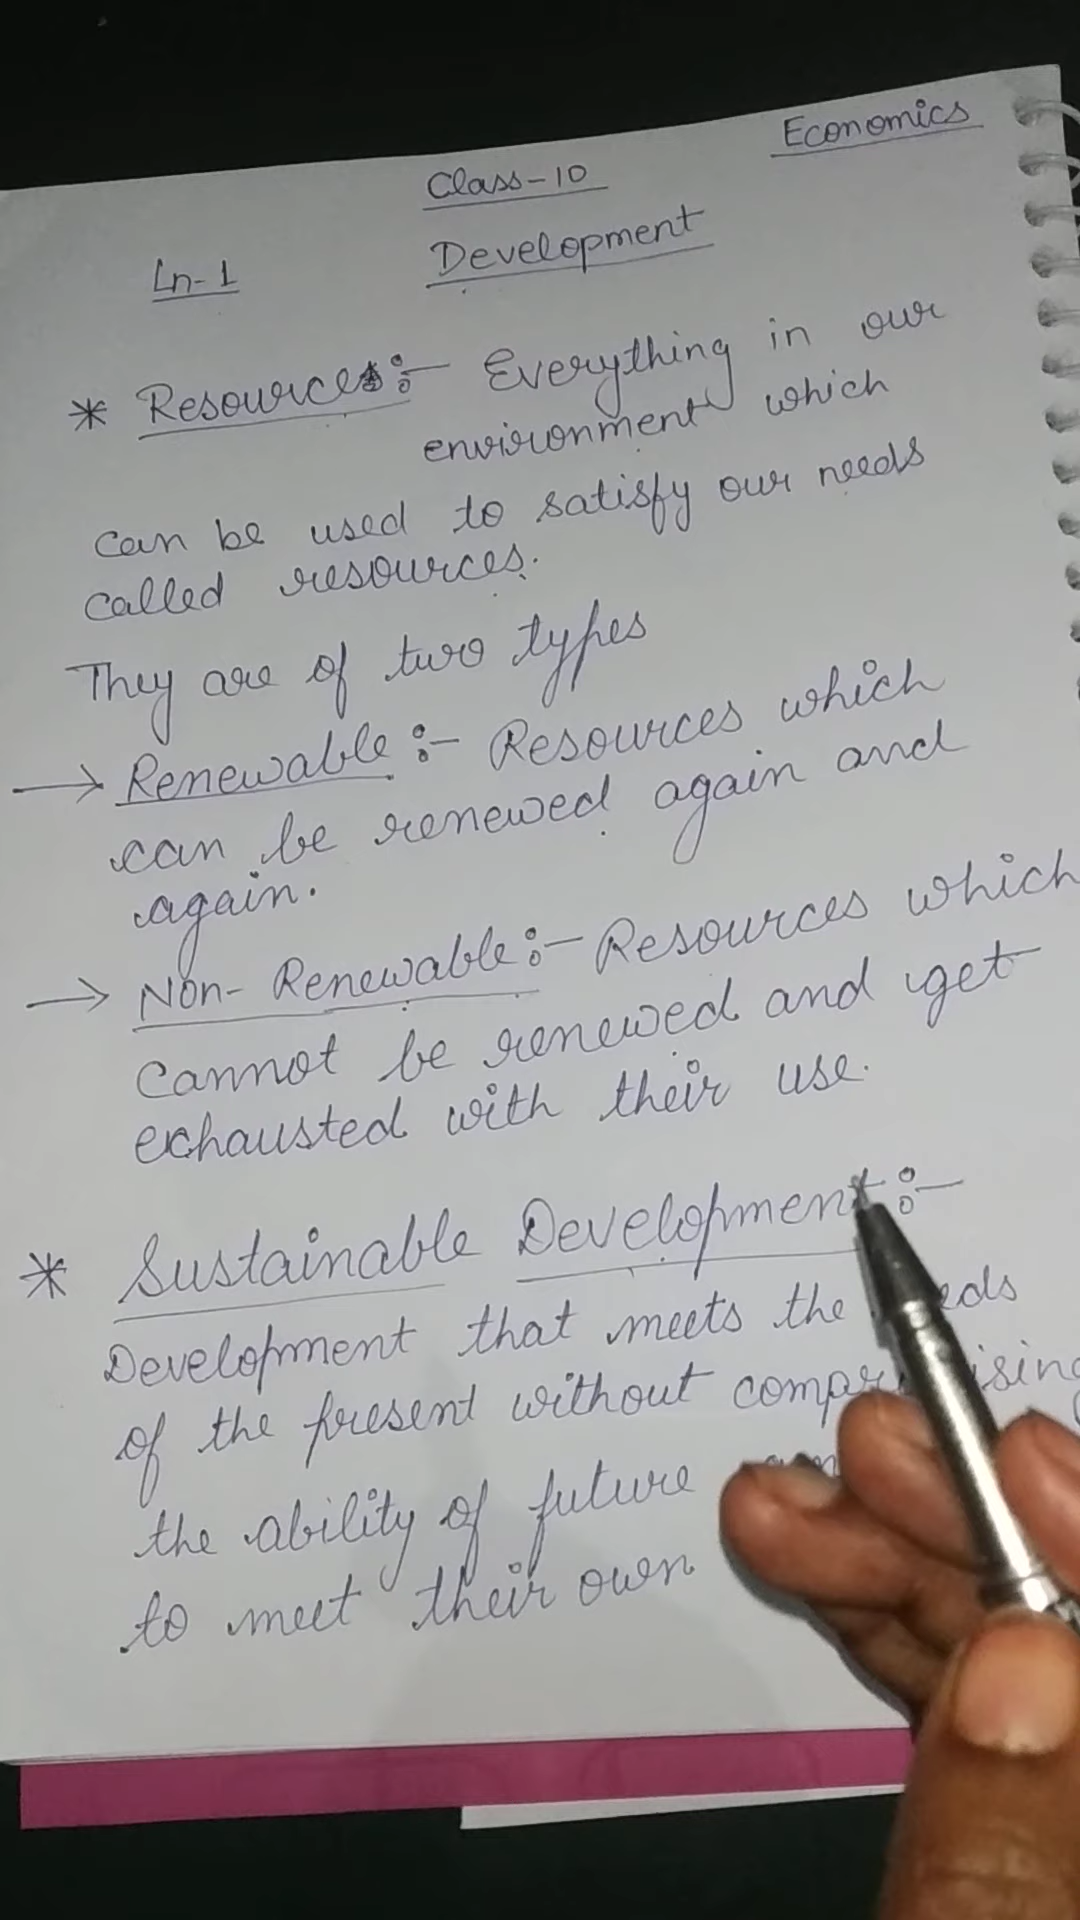 Economics
Class-10
Ln-1 Development
* Resources:- Everything in our
environment which
can be used to satisfy our needs
called resources.
They are of two types
→ Renewable :- Resources which
can be renewed again and
again.
→ Non-Renewable :- Resources which
cannot be renewed and get
exhausted with their use.
* Sustainable Development :-
Development that meets the
of the present without
the ability of future
to meet their own